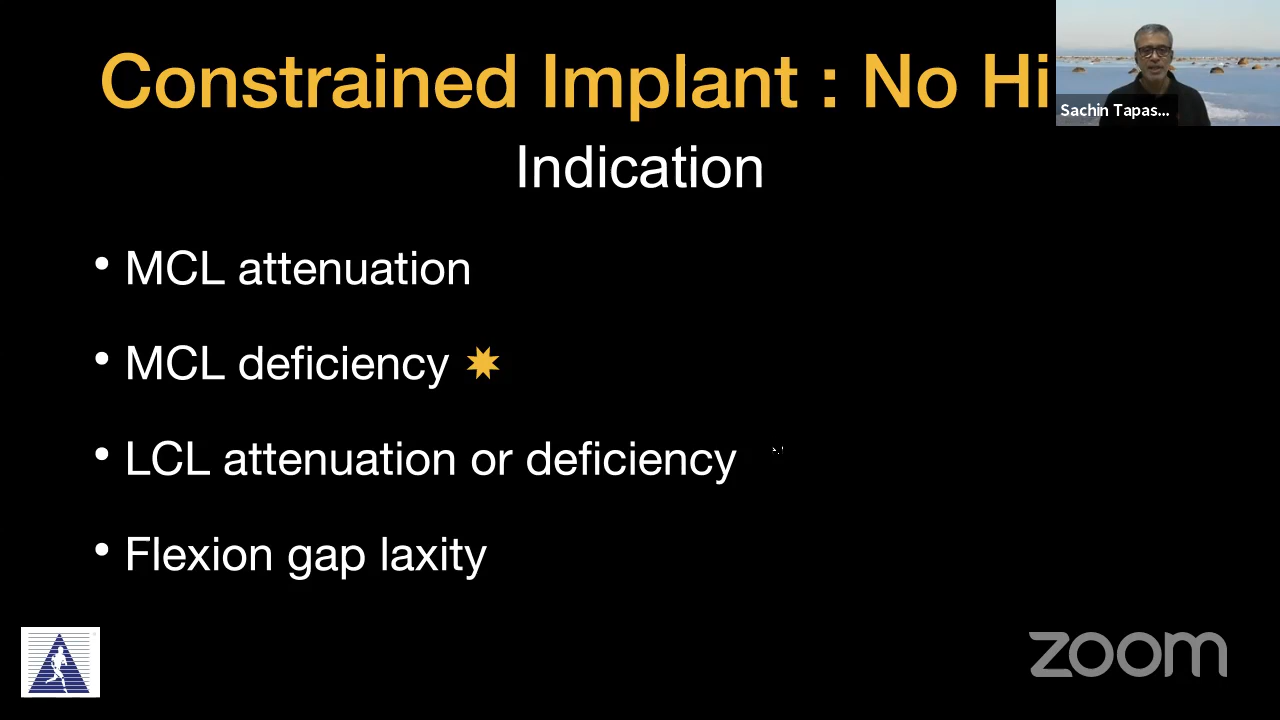 Constrained Implant : No Hi
Sachin Tapas...
Indication
• MCL attenuation
• MCL deficiency
• LCL attenuation or deficiency
• Flexion gap laxity
zoom